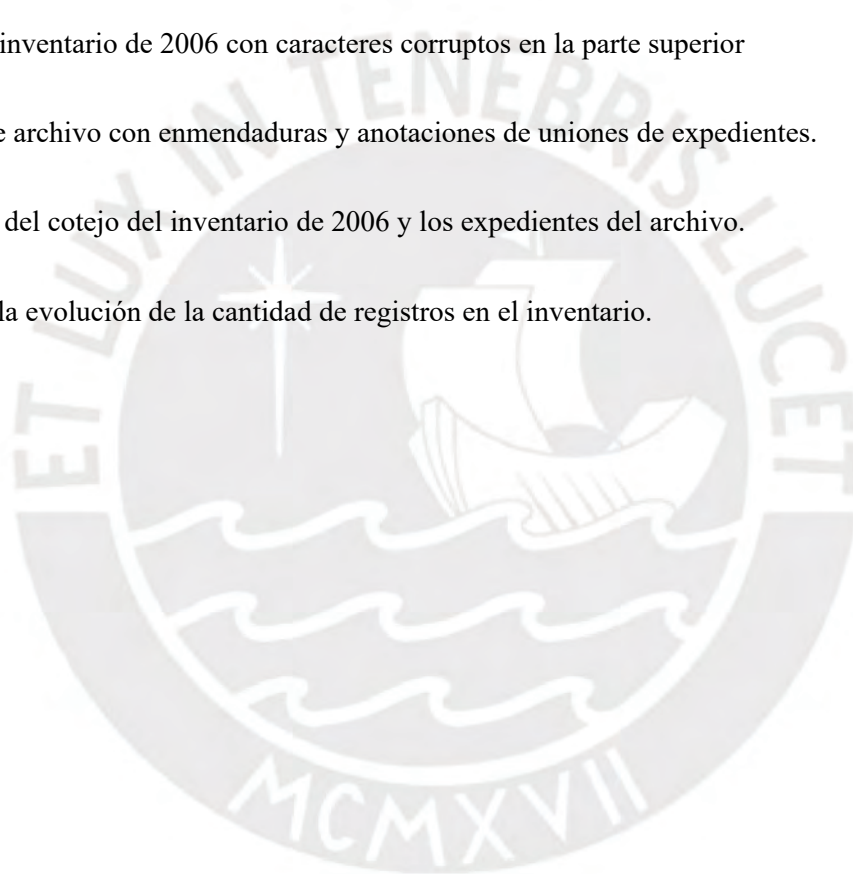 inventario de 2006 con caracteres corruptos en la parte superior
archivo con enmendaduras y anotaciones de uniones de expedientes.
del cotejo del inventario de 2006 y los expedientes del archivo.
la evolución de la cantidad de registros en el inventario.
ET LUX IN TENEBRIS LUCET
MCMXVII